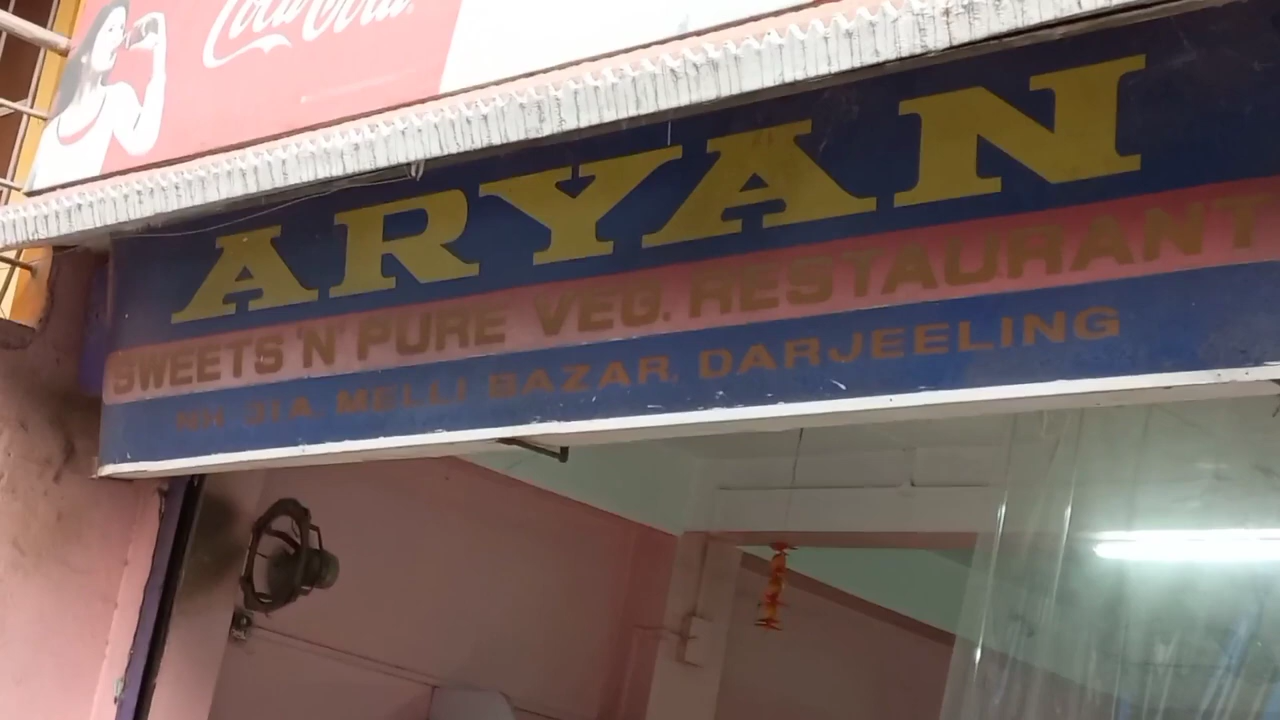 Coca-Cola
ARYAN
SWEETS 'N' PURE VEG. RESTAURANT
NH 31A, MELLI BAZAR, DARJEELING